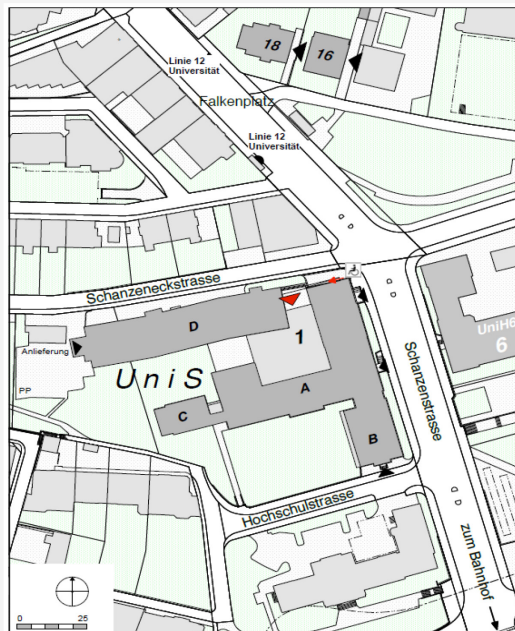 18
16
Linie 12
Universität
Falkenplatz
Linie 12
Universität
Schanzeneckstrasse
D
1
UniH6
6
Anlieferung
UniS
A
Schanzenstrasse
PP
C
B
Hochschulstrasse
zum Bahnhof
0 25